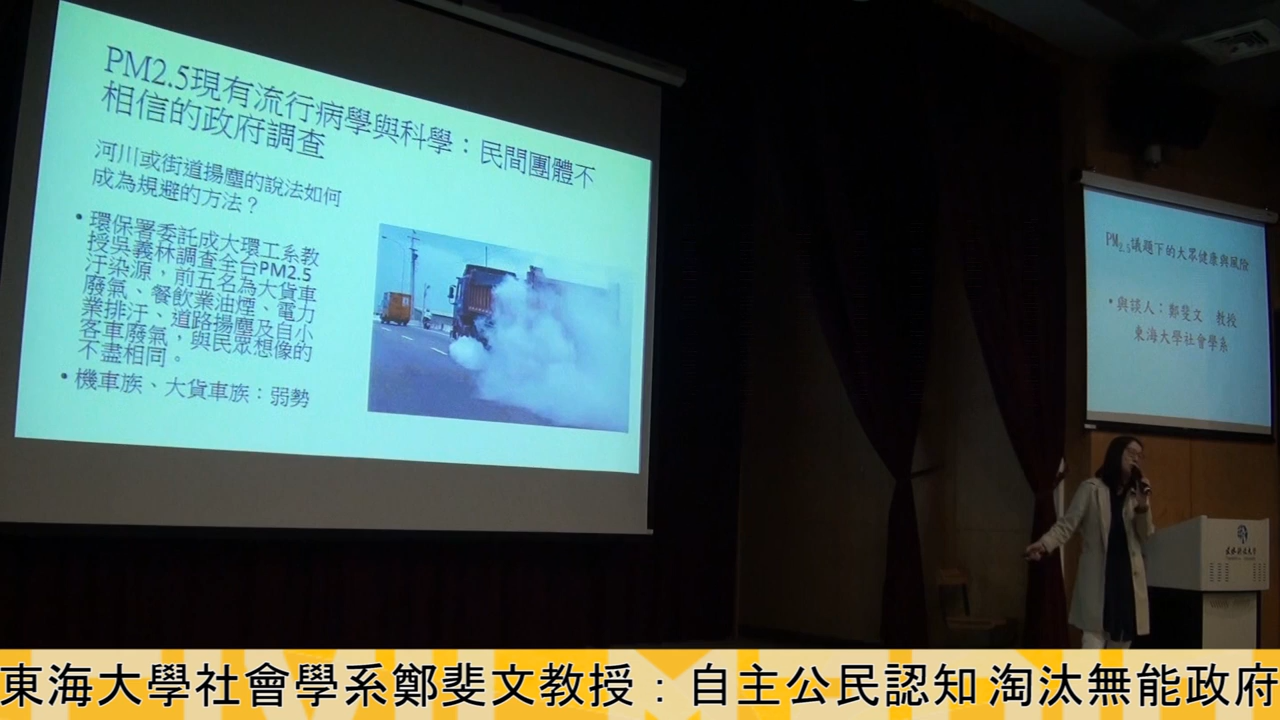 PM2.5現有流行病學與科學：民間團體不
相信的政府調查
河川或街道揚塵的說法如何
成為規避的方法？
• 環保署委託成大環工系教
授吳義林調查全台PM2.5
汙染源，前五名為大貨車
廢氣、餐飲業油煙、電力
業排汙、道路揚塵及自小
客車廢氣，與民眾想像的
不盡相同。
• 機車族、大貨車族：弱勢
PM2.5議題下的大眾健康與風險
• 與談人：鄭斐文 教授
東海大學社會學系
東海大學社會學系鄭斐文教授：自主公民認知 淘汰無能政府